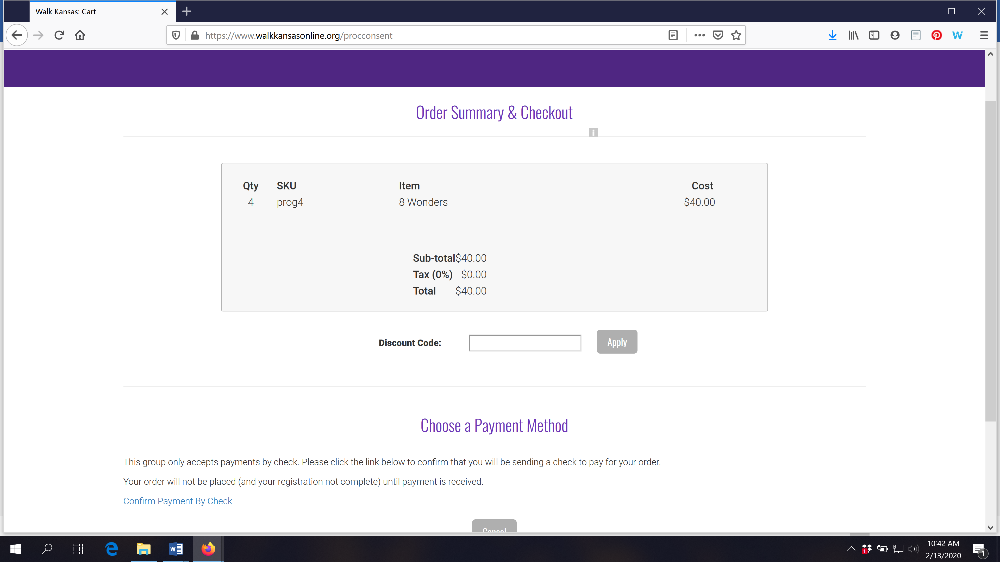 Walk Kansas: Cart
https://www.walkkansasonline.org/procconsent
Order Summary & Checkout
i
Qty SKU Item Cost
4 prog4 8 Wonders $40.00
Sub-total $40.00
Tax (0%) $0.00
Total $40.00
Discount Code: Apply
Choose a Payment Method
This group only accepts payments by check. Please click the link below to confirm that you will be sending a check to pay for your order.
Your order will not be placed (and your registration not complete) until payment is received.
Confirm Payment By Check
Cancel
10:42 AM
2/13/2020
1
1